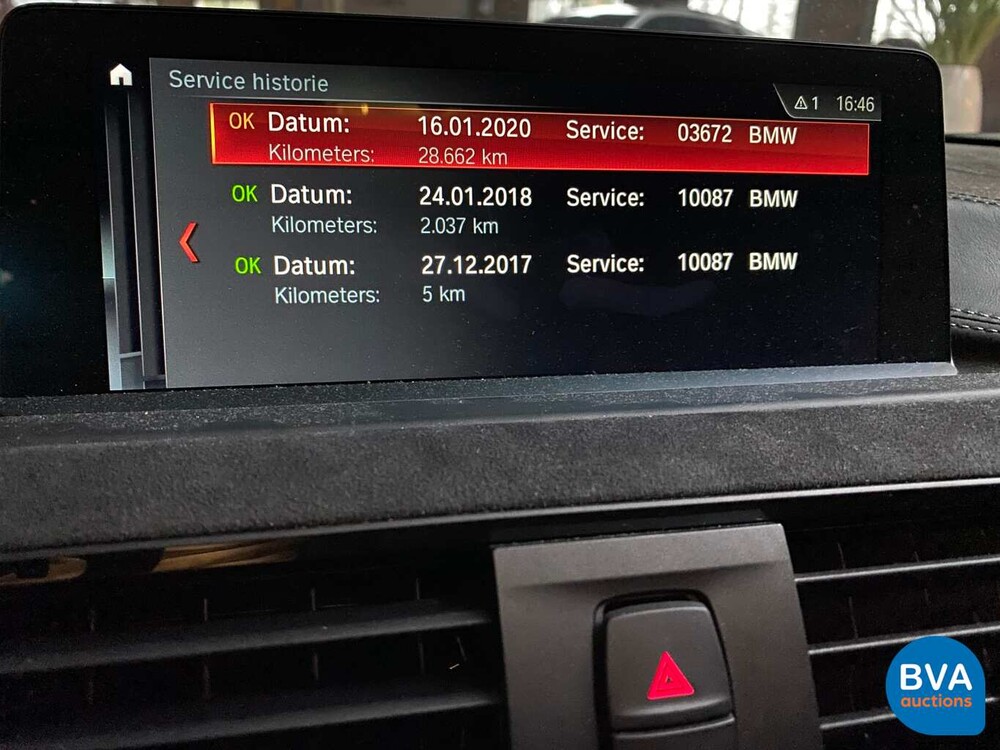 Service historie
⚠1 16:46
OK Datum: 16.01.2020 Service: 03672 BMW
Kilometers: 28.662 km
OK Datum: 24.01.2018 Service: 10087 BMW
Kilometers: 2.037 km
OK Datum: 27.12.2017 Service: 10087 BMW
Kilometers: 5 km
BVA
auctions